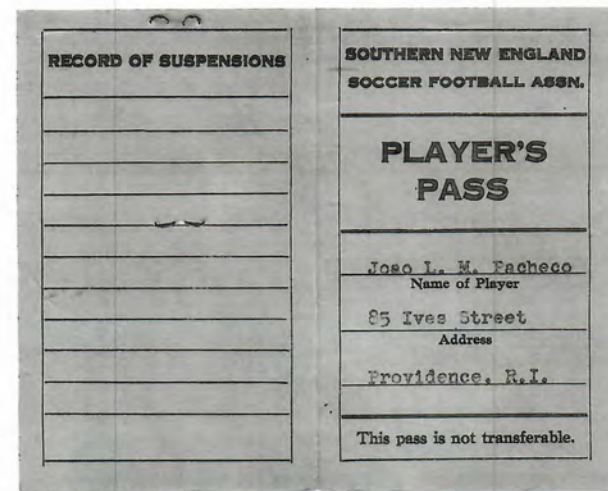 RECORD OF SUSPENSIONS
SOUTHERN NEW ENGLAND
SOCCER FOOTBALL ASSN.
PLAYER'S
PASS
Joao L. M. Pacheco
Name of Player
85 Ives Street
Address
Providence, R.I.
This pass is not transferable.